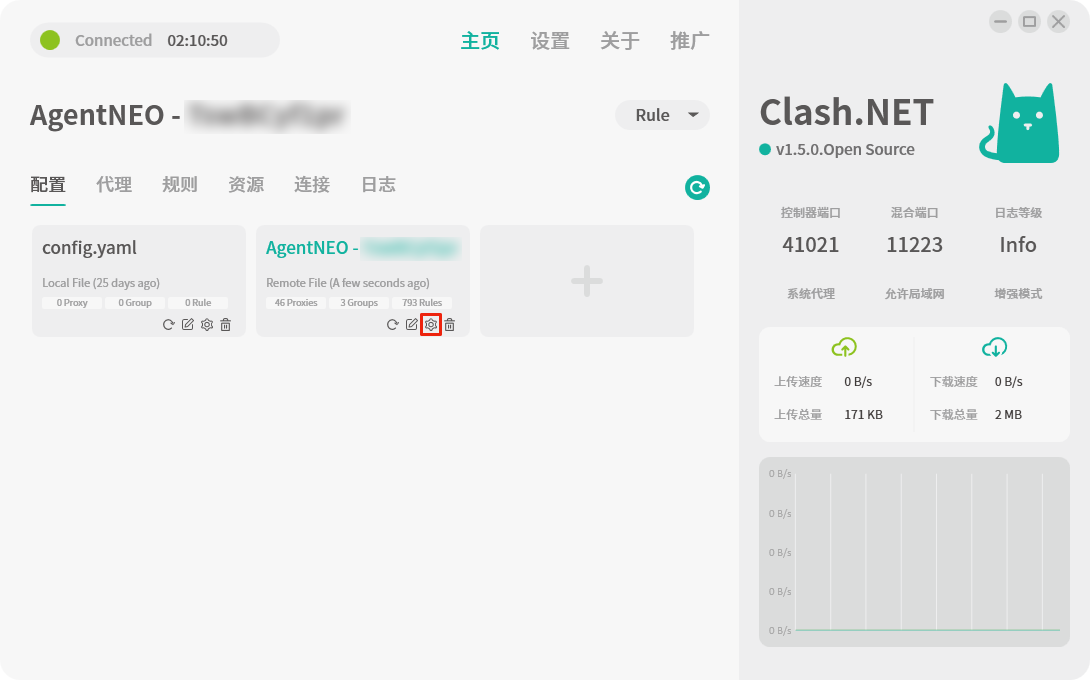 Connected 02:10:50
主页 设置 关于 推广
AgentNEO -
Rule
配置 代理 规则 资源 连接 日志
config.yaml
Local File (25 days ago)
0 Proxy 0 Group 0 Rule
AgentNEO -
Remote File (A few seconds ago)
46 Proxies 3 Groups 793 Rules
Clash.NET
v1.5.0.Open Source
控制器端口 混合端口 日志等级
41021 11223 Info
系统代理 允许局域网 增强模式
上传速度 0 B/s 下载速度 0 B/s
上传总量 171 KB 下载总量 2 MB
0 B/s
0 B/s
0 B/s
0 B/s
0 B/s